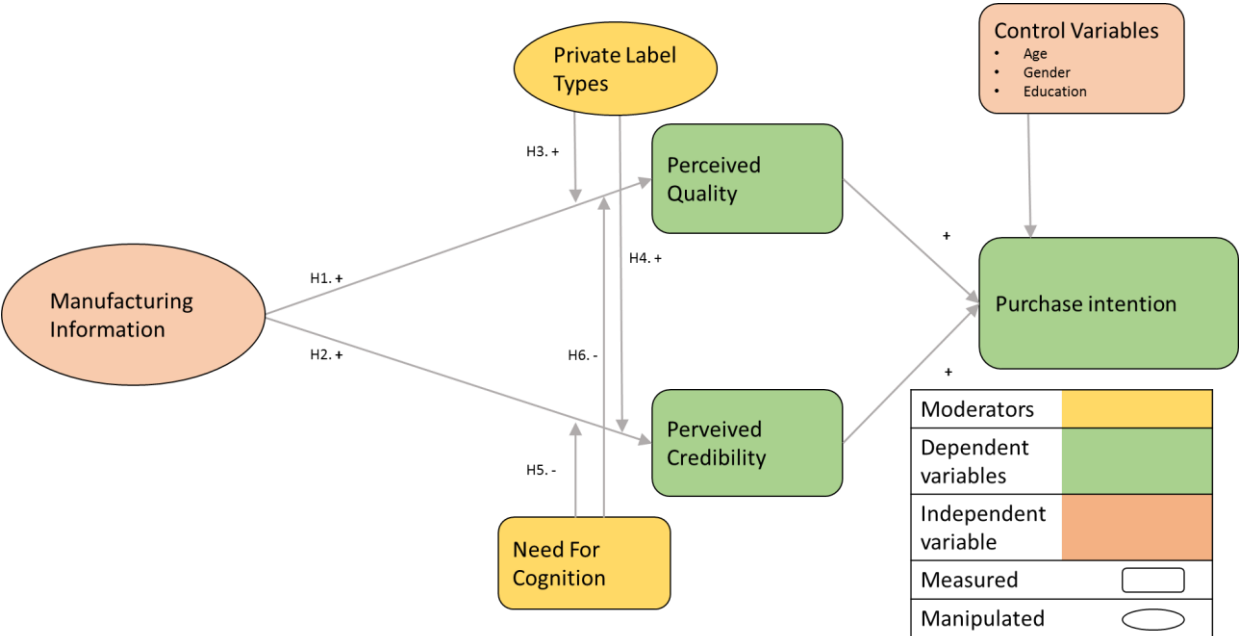 Private Label
Types
Control Variables
• Age
• Gender
• Education
H3. +
Perceived
Quality
H4. +
+
H1. +
Manufacturing
Information
Purchase intention
H2. +
H6. -
+
Perveived
Credibility
H5. -
Need For
Cognition
Moderators
Dependent
variables
Independent
variable
Measured
Manipulated